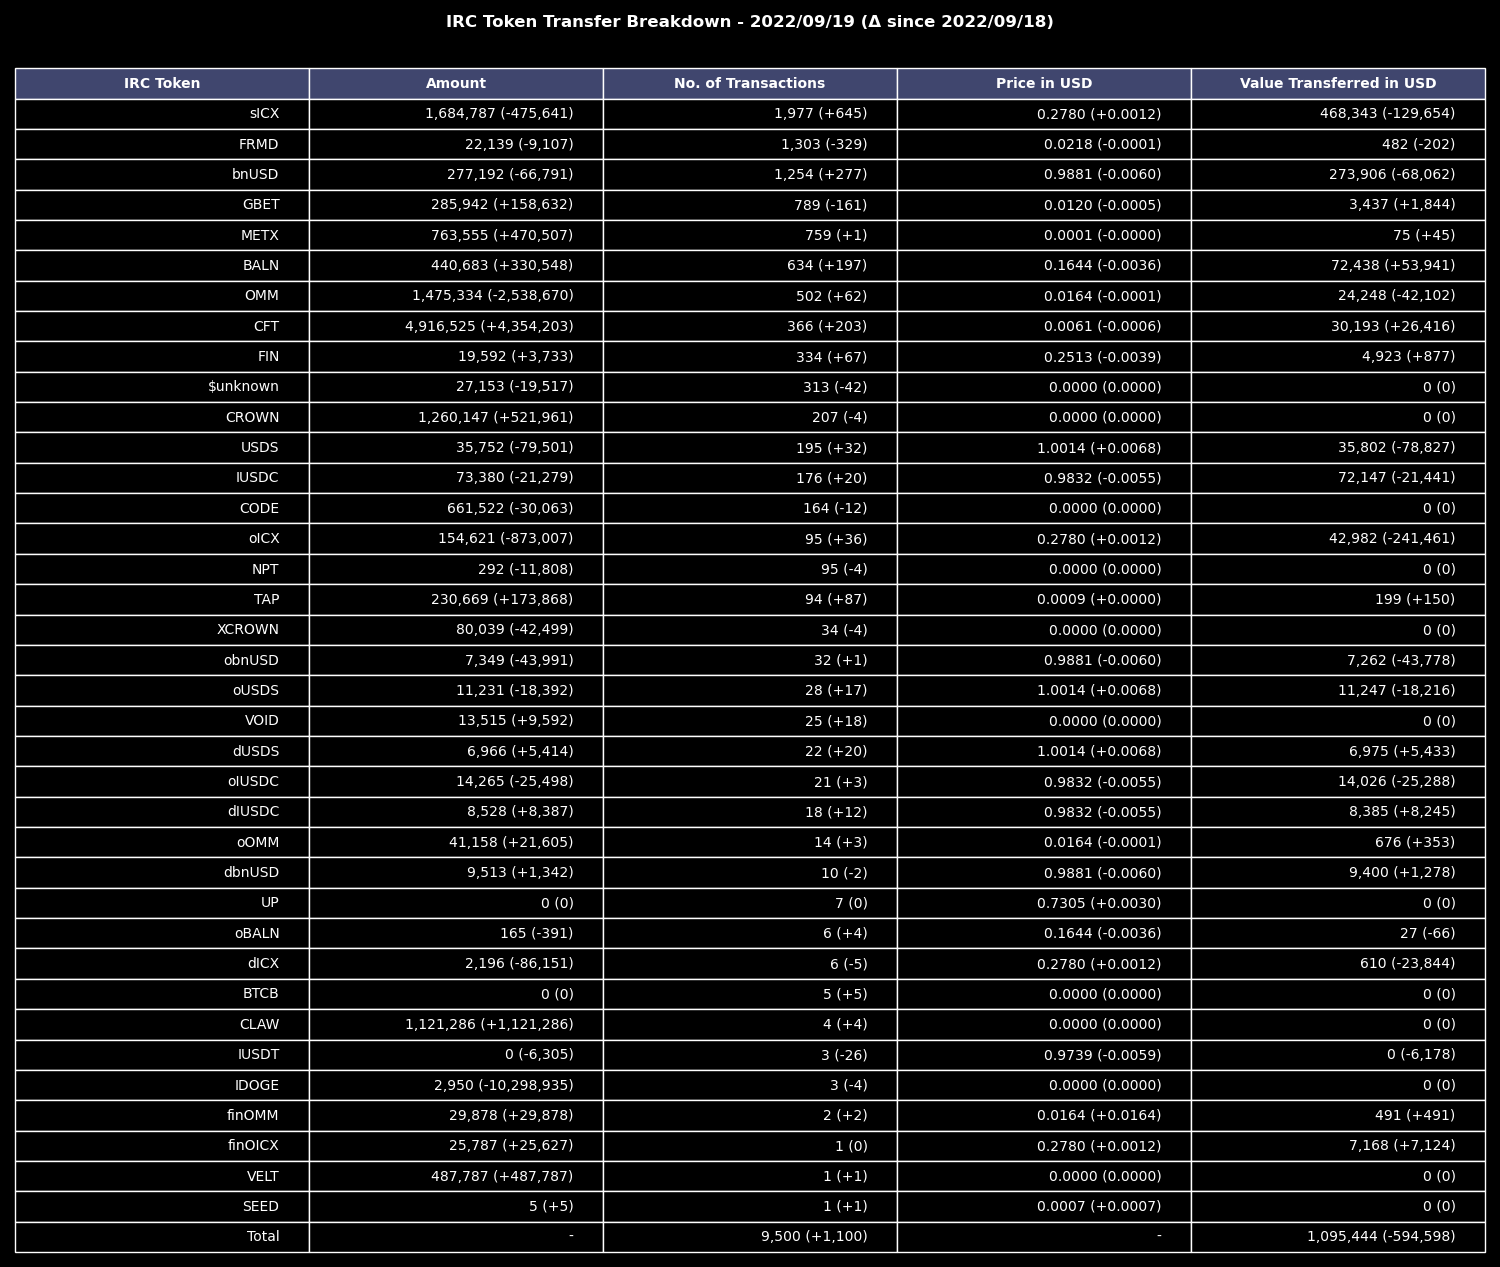 IRC Token Transfer Breakdown - 2022/09/19 (Δ since 2022/09/18)
IRC Token Amount No. of Transactions Price in USD Value Transferred in USD
sICX 1,684,787 (-475,641) 1,977 (+645) 0.2780 (+0.0012) 468,343 (-129,654)
FRMD 22,139 (-9,107) 1,303 (-329) 0.0218 (-0.0001) 482 (-202)
bnUSD 277,192 (-66,791) 1,254 (+277) 0.9881 (-0.0060) 273,906 (-68,062)
GBET 285,942 (+158,632) 789 (-161) 0.0120 (-0.0005) 3,437 (+1,844)
METX 763,555 (+470,507) 759 (+1) 0.0001 (-0.0000) 75 (+45)
BALN 440,683 (+330,548) 634 (+197) 0.1644 (-0.0036) 72,438 (+53,941)
OMM 1,475,334 (-2,538,670) 502 (+62) 0.0164 (-0.0001) 24,248 (-42,102)
CFT 4,916,525 (+4,354,203) 366 (+203) 0.0061 (-0.0006) 30,193 (+26,416)
FIN 19,592 (+3,733) 334 (+67) 0.2513 (-0.0039) 4,923 (+877)
$unknown 27,153 (-19,517) 313 (-42) 0.0000 (0.0000) 0 (0)
CROWN 1,260,147 (+521,961) 207 (-4) 0.0000 (0.0000) 0 (0)
USDS 35,752 (-79,501) 195 (+32) 1.0014 (+0.0068) 35,802 (-78,827)
IUSDC 73,380 (-21,279) 176 (+20) 0.9832 (-0.0055) 72,147 (-21,441)
CODE 661,522 (-30,063) 164 (-12) 0.0000 (0.0000) 0 (0)
oICX 154,621 (-873,007) 95 (+36) 0.2780 (+0.0012) 42,982 (-241,461)
NPT 292 (-11,808) 95 (-4) 0.0000 (0.0000) 0 (0)
TAP 230,669 (+173,868) 94 (+87) 0.0009 (+0.0000) 199 (+150)
XCROWN 80,039 (-42,499) 34 (-4) 0.0000 (0.0000) 0 (0)
obnUSD 7,349 (-43,991) 32 (+1) 0.9881 (-0.0060) 7,262 (-43,778)
oUSDS 11,231 (-18,392) 28 (+17) 1.0014 (+0.0068) 11,247 (-18,216)
VOID 13,515 (+9,592) 25 (+18) 0.0000 (0.0000) 0 (0)
dUSDS 6,966 (+5,414) 22 (+20) 1.0014 (+0.0068) 6,975 (+5,433)
oIUSDC 14,265 (-25,498) 21 (+3) 0.9832 (-0.0055) 14,026 (-25,288)
dIUSDC 8,528 (+8,387) 18 (+12) 0.9832 (-0.0055) 8,385 (+8,245)
oOMM 41,158 (+21,605) 14 (+3) 0.0164 (-0.0001) 676 (+353)
dbnUSD 9,513 (+1,342) 10 (-2) 0.9881 (-0.0060) 9,400 (+1,278)
UP 0 (0) 7 (0) 0.7305 (+0.0030) 0 (0)
oBALN 165 (-391) 6 (+4) 0.1644 (-0.0036) 27 (-66)
dICX 2,196 (-86,151) 6 (-5) 0.2780 (+0.0012) 610 (-23,844)
BTCB 0 (0) 5 (+5) 0.0000 (0.0000) 0 (0)
CLAW 1,121,286 (+1,121,286) 4 (+4) 0.0000 (0.0000) 0 (0)
IUSDT 0 (-6,305) 3 (-26) 0.9739 (-0.0059) 0 (-6,178)
IDOGE 2,950 (-10,298,935) 3 (-4) 0.0000 (0.0000) 0 (0)
finOMM 29,878 (+29,878) 2 (+2) 0.0164 (+0.0164) 491 (+491)
finOICX 25,787 (+25,627) 1 (0) 0.2780 (+0.0012) 7,168 (+7,124)
VELT 487,787 (+487,787) 1 (+1) 0.0000 (0.0000) 0 (0)
SEED 5 (+5) 1 (+1) 0.0007 (+0.0007) 0 (0)
Total - 9,500 (+1,100) - 1,095,444 (-594,598)